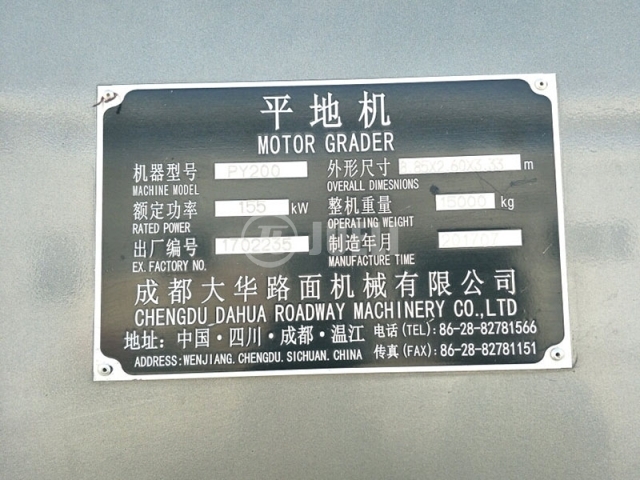 平地机
MOTOR GRADER
机器型号 PY200 外形尺寸 8.85X2.60X3.33 m
MACHINE MODEL OVERALL DIMESNIONS
额定功率 155 kW 整机重量 15000 kg
RATED POWER OPERATING WEIGHT
出厂编号 1702235 制造年月
EX. FACTORY NO. MANUFACTURE TIME
成都大华路面机械有限公司
CHENGDU DAHUA ROADWAY MACHINERY CO.,LTD
地址: 中国·四川·成都·温江 电话(TEL): 86-28-82781566
ADDRESS: WENJIANG. CHENGDU. SICHUAN. CHINA 传真(FAX): 86-28-82781151